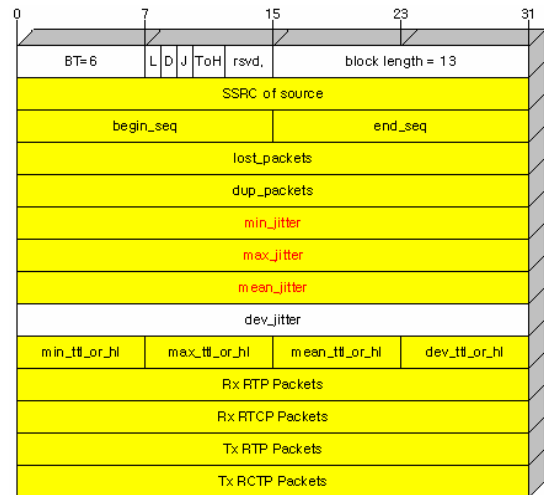 0 7 15 23 31
BT=6 L D J ToH rsvd. block length = 13
SSRC of source
begin_seq end_seq
lost_packets
dup_packets
min_jitter
max_jitter
mean_jitter
dev_jitter
min_ttl_or_hl max_ttl_or_hl mean_ttl_or_hl dev_ttl_or_hl
Rx RTP Packets
Rx RTCP Packets
Tx RTP Packets
Tx RCTP Packets